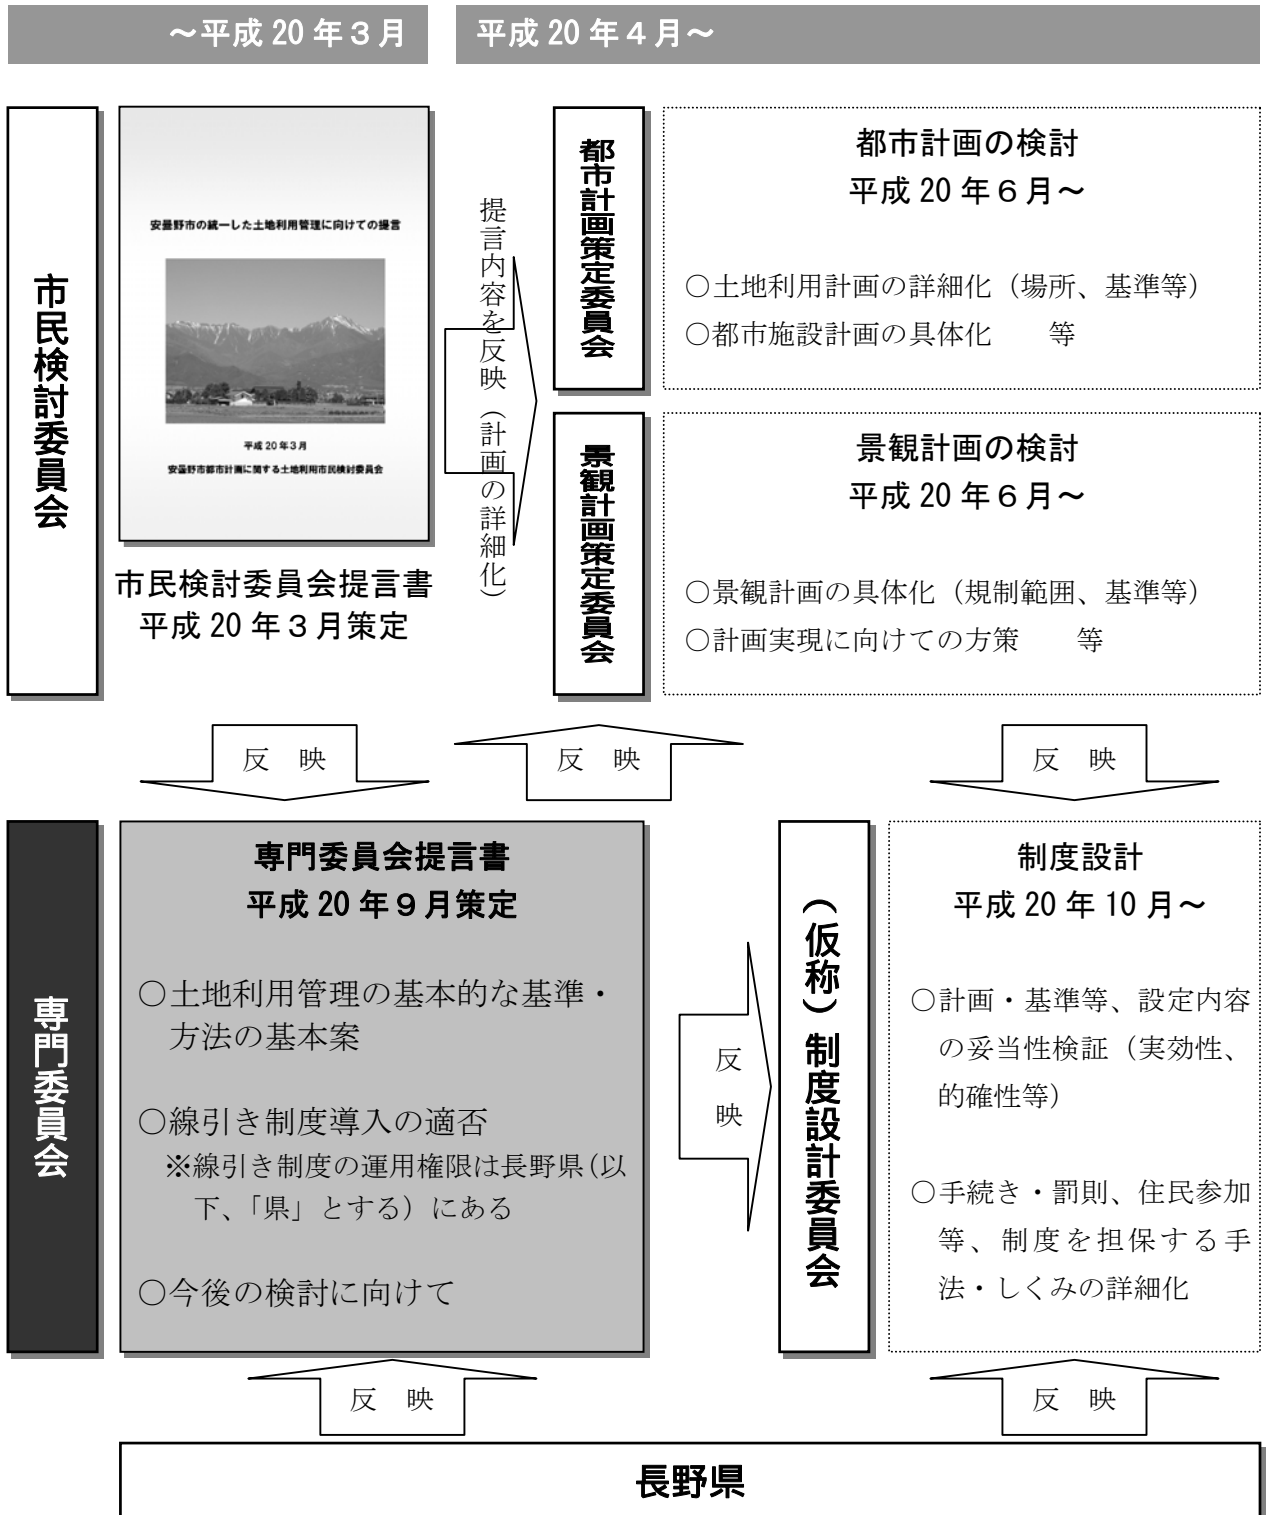 ～平成 20 年３月
平成 20 年４月～
市民検討委員会
安曇野市の統一した土地利用管理に向けての提言
平成 20 年３月
安曇野市都市計画に関する土地利用市民検討委員会
市民検討委員会提言書
平成 20 年３月策定
提言内容を反映（計画の詳細化）
都市計画策定委員会
都市計画の検討
平成 20 年６月～
○土地利用計画の詳細化（場所、基準等）
○都市施設計画の具体化　　等
景観計画策定委員会
景観計画の検討
平成 20 年６月～
○景観計画の具体化（規制範囲、基準等）
○計画実現に向けての方策　　等
反　映
反　映
反　映
専門委員会
専門委員会提言書
平成 20 年９月策定
○土地利用管理の基本的な基準・
方法の基本案
○線引き制度導入の適否
※線引き制度の運用権限は長野県（以
下、「県」とする）にある
○今後の検討に向けて
反　映
（仮称）制度設計委員会
制度設計
平成 20 年 10 月～
○計画・基準等、設定内容
の妥当性検証（実効性、
的確性等）
○手続き・罰則、住民参加
等、制度を担保する手
法・しくみの詳細化
反　映
反　映
長野県